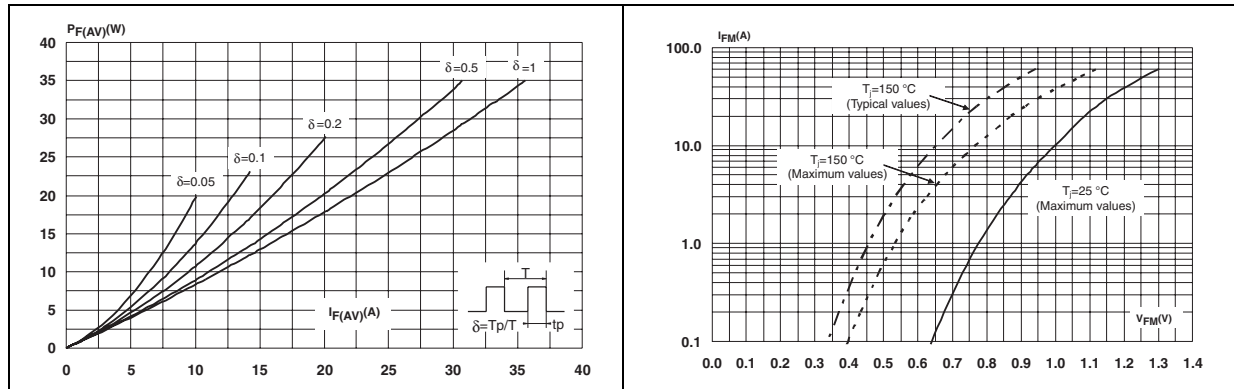 PF(AV)(W)
40
35
30
25
20
15
10
5
0
δ=0.05
δ=0.1
δ=0.2
δ=0.5
δ=1
T
IF(AV)(A)
δ=Tp/T
tp
0 5 10 15 20 25 30 35 40
IFM(A)
100.0
10.0
1.0
0.1
Tj=150 °C
(Typical values)
Tj=150 °C
(Maximum values)
Tj=25 °C
(Maximum values)
VFM(V)
0.0 0.1 0.2 0.3 0.4 0.5 0.6 0.7 0.8 0.9 1.0 1.1 1.2 1.3 1.4